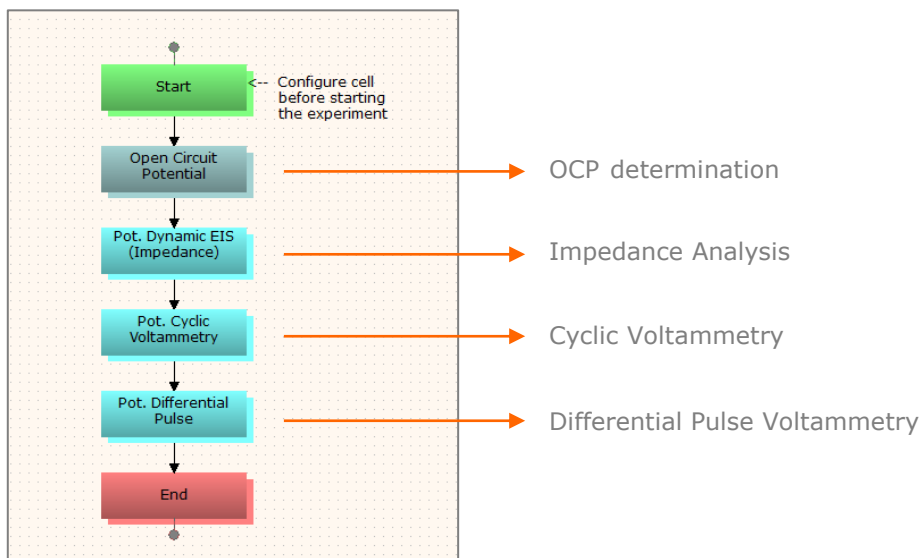 Start
<-- Configure cell
before starting
the experiment
Open Circuit
Potential
OCP determination
Pot. Dynamic EIS
(Impedance)
Impedance Analysis
Pot. Cyclic
Voltammetry
Cyclic Voltammetry
Pot. Differential
Pulse
Differential Pulse Voltammetry
End